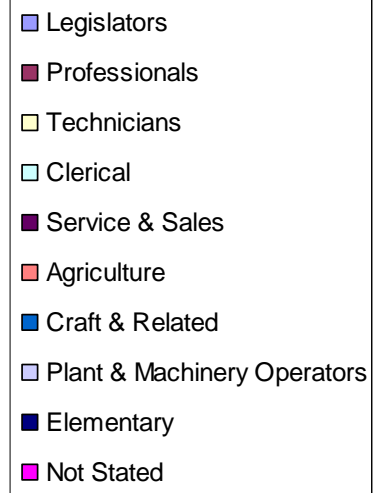 Legislators
Professionals
Technicians
Clerical
Service & Sales
Agriculture
Craft & Related
Plant & Machinery Operators
Elementary
Not Stated